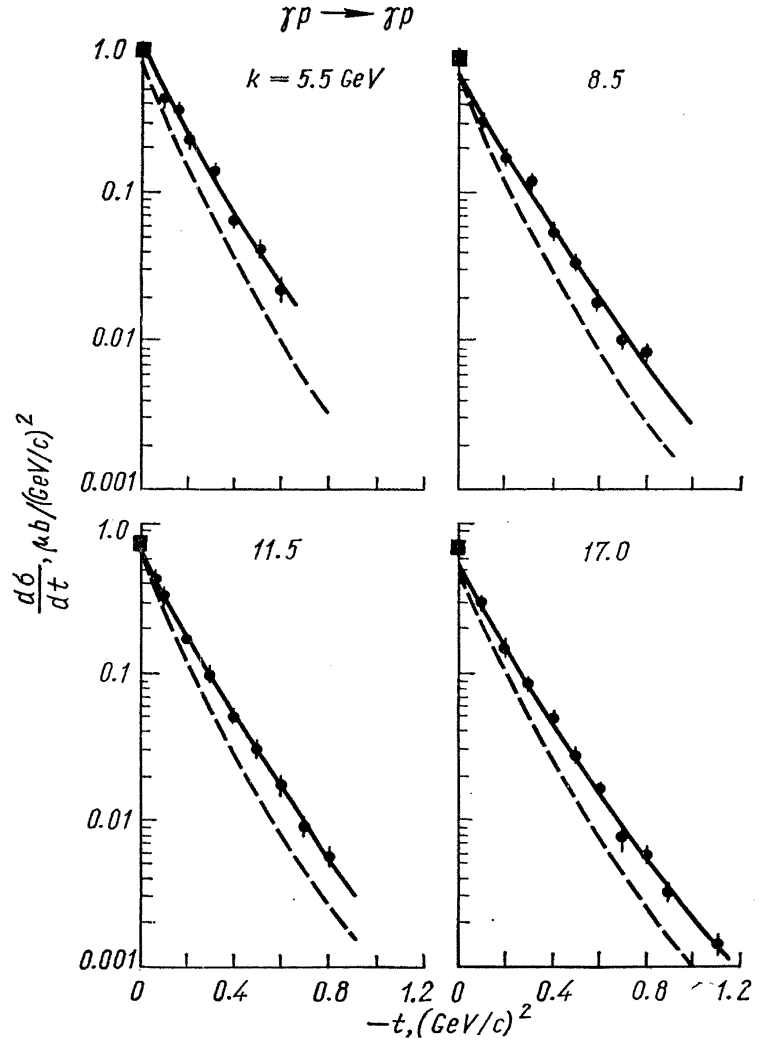 γp → γp
1.0
k = 5.5 GeV
8.5
0.1
0.01
0.001
dσ/dt, μb/(GeV/c)²
1.0
11.5
17.0
0.1
0.01
0.001
0 0.4 0.8 1.2 0 0.4 0.8 1.2
−t, (GeV/c)²